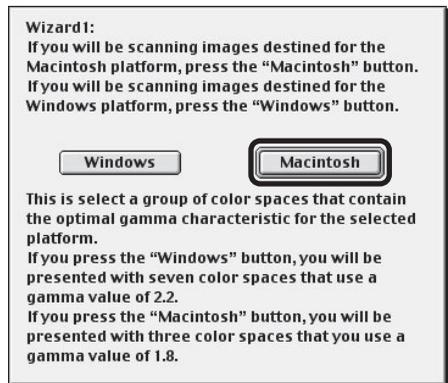 Wizard1:
If you will be scanning images destined for the
Macintosh platform, press the “Macintosh” button.
If you will be scanning images destined for the
Windows platform, press the “Windows” button.
Windows Macintosh
This is select a group of color spaces that contain
the optimal gamma characteristic for the selected
platform.
If you press the “Windows” button, you will be
presented with seven color spaces that use a
gamma value of 2.2.
If you press the “Macintosh” button, you will be
presented with three color spaces that you use a
gamma value of 1.8.